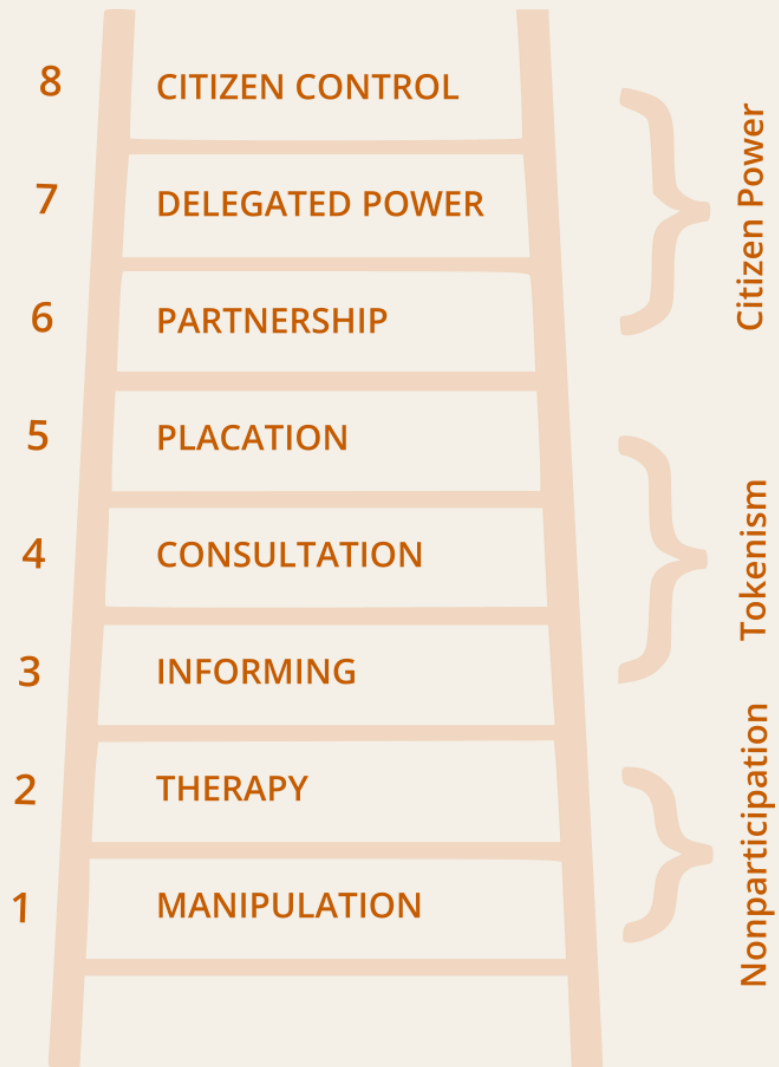 8 CITIZEN CONTROL
7 DELEGATED POWER
6 PARTNERSHIP
Citizen Power
5 PLACATION
4 CONSULTATION
3 INFORMING
Tokenism
2 THERAPY
1 MANIPULATION
Nonparticipation